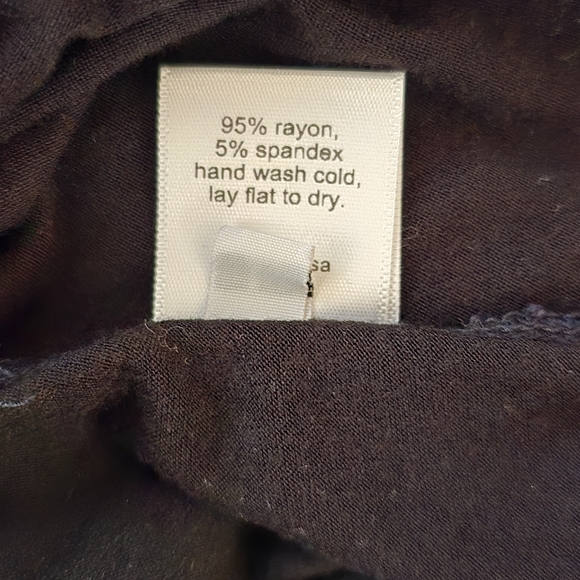 95% rayon,
5% spandex
hand wash cold,
lay flat to dry.